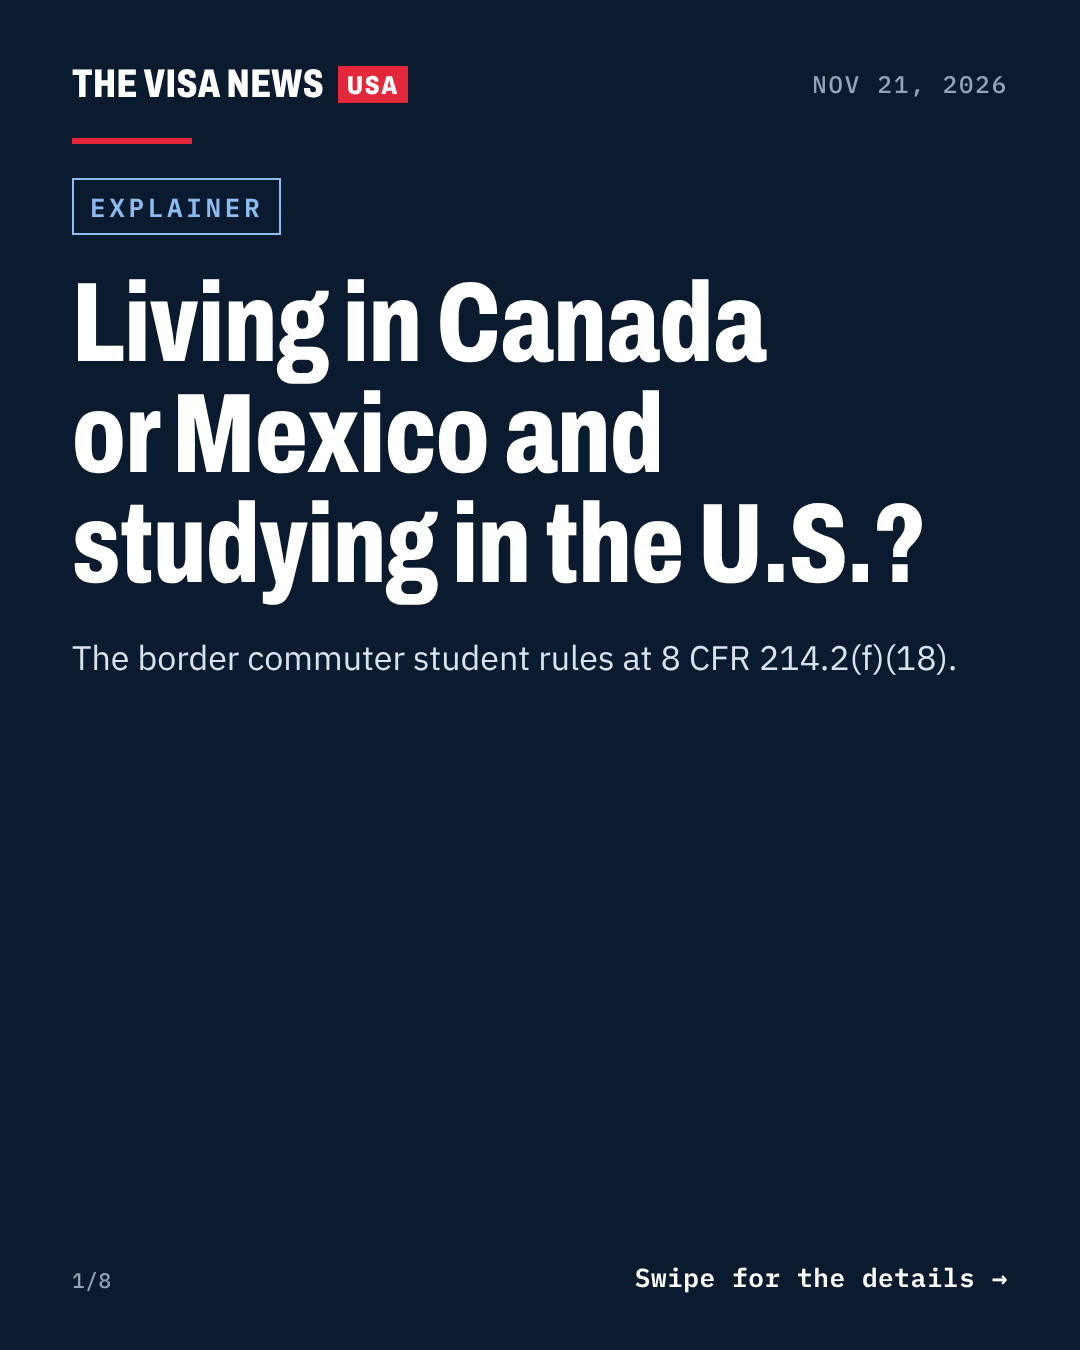 THE VISA NEWS USA
NOV 21, 2026
EXPLAINER
Living in Canada
or Mexico and
studying in the U.S.?
The border commuter student rules at 8 CFR 214.2(f)(18).
1/8
Swipe for the details →